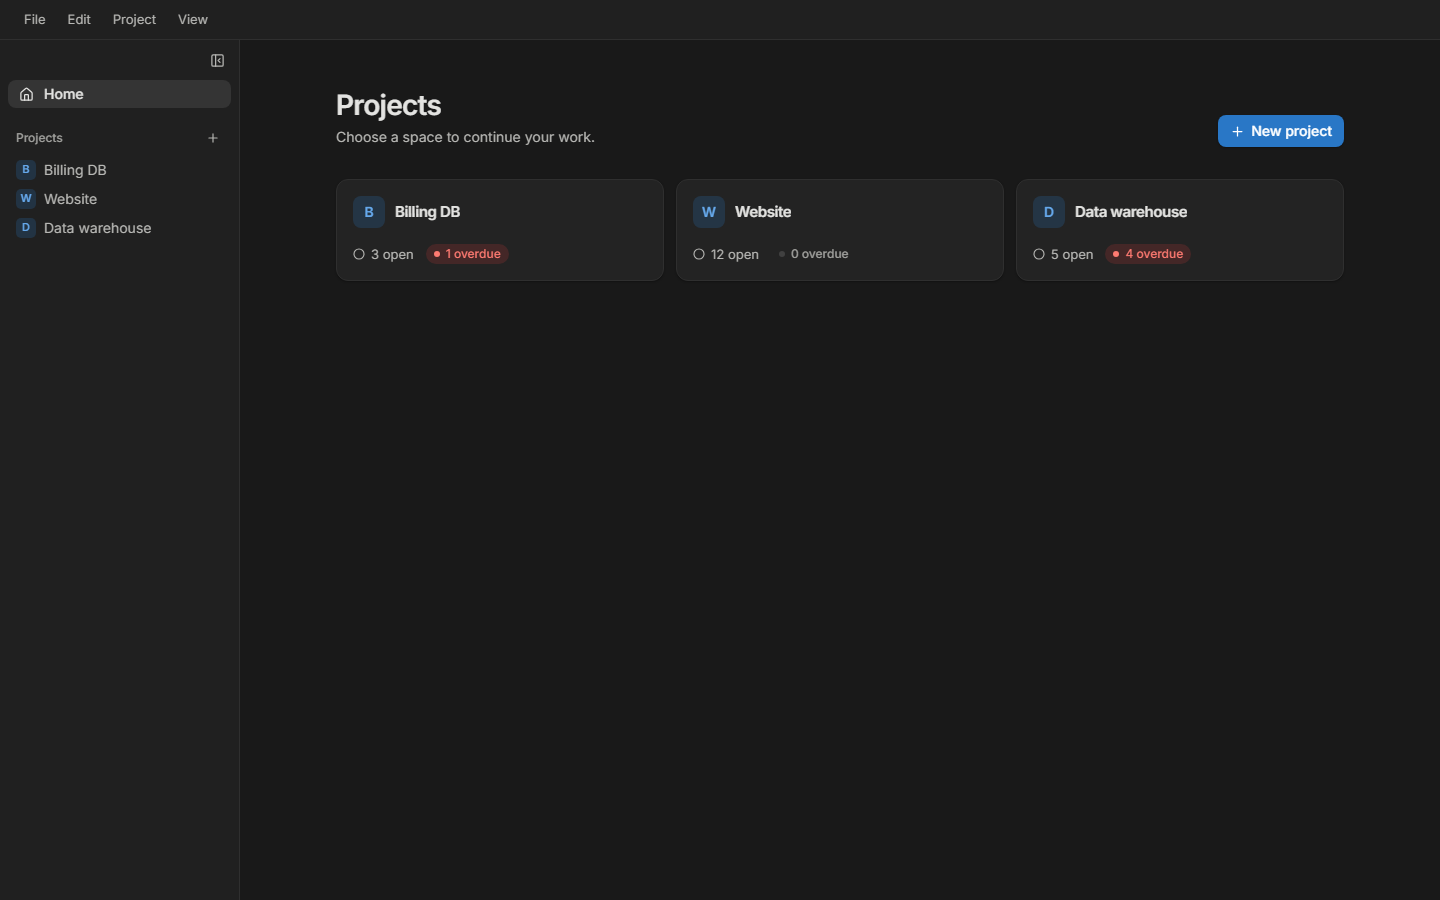 File Edit Project View
Home
Projects
B Billing DB
W Website
D Data warehouse
Projects
Choose a space to continue your work.
New project
B Billing DB
3 open 1 overdue
W Website
12 open 0 overdue
D Data warehouse
5 open 4 overdue